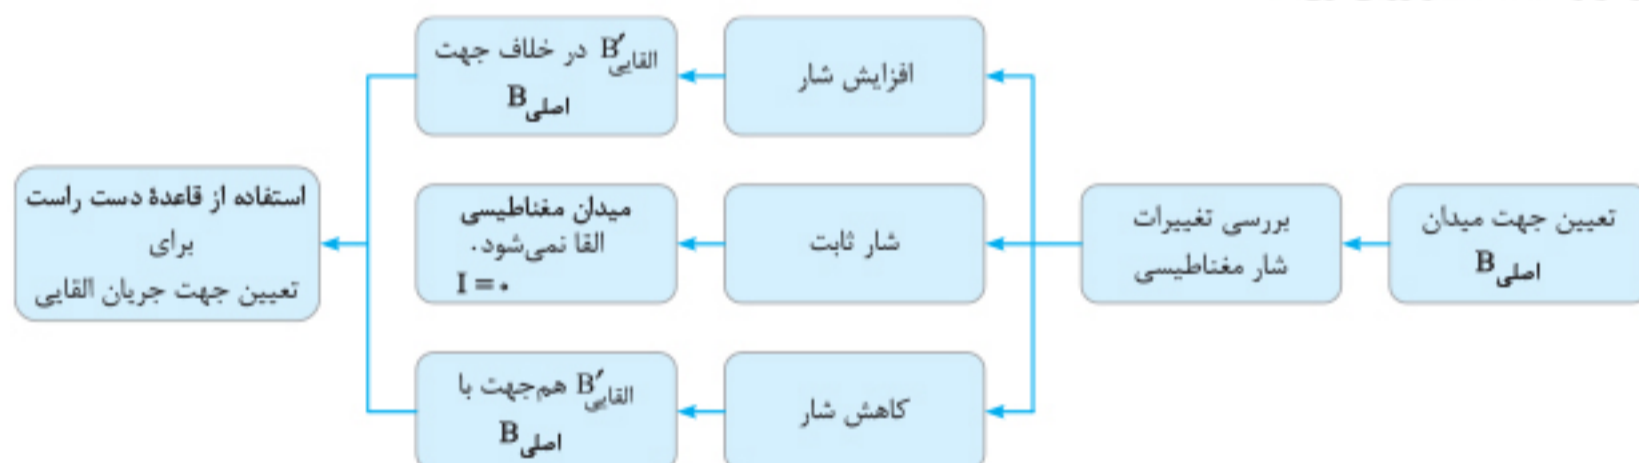 تعیین جهت میدان
B اصلی
بررسی تغییرات
شار مغناطیسی
افزایش شار
B′ القایی در خلاف جهت
B اصلی
شار ثابت
میدان مغناطیسی
القا نمی‌شود.
I = ۰
کاهش شار
B′ القایی هم‌جهت با
B اصلی
استفاده از قاعدهٔ دست راست
برای
تعیین جهت جریان القایی